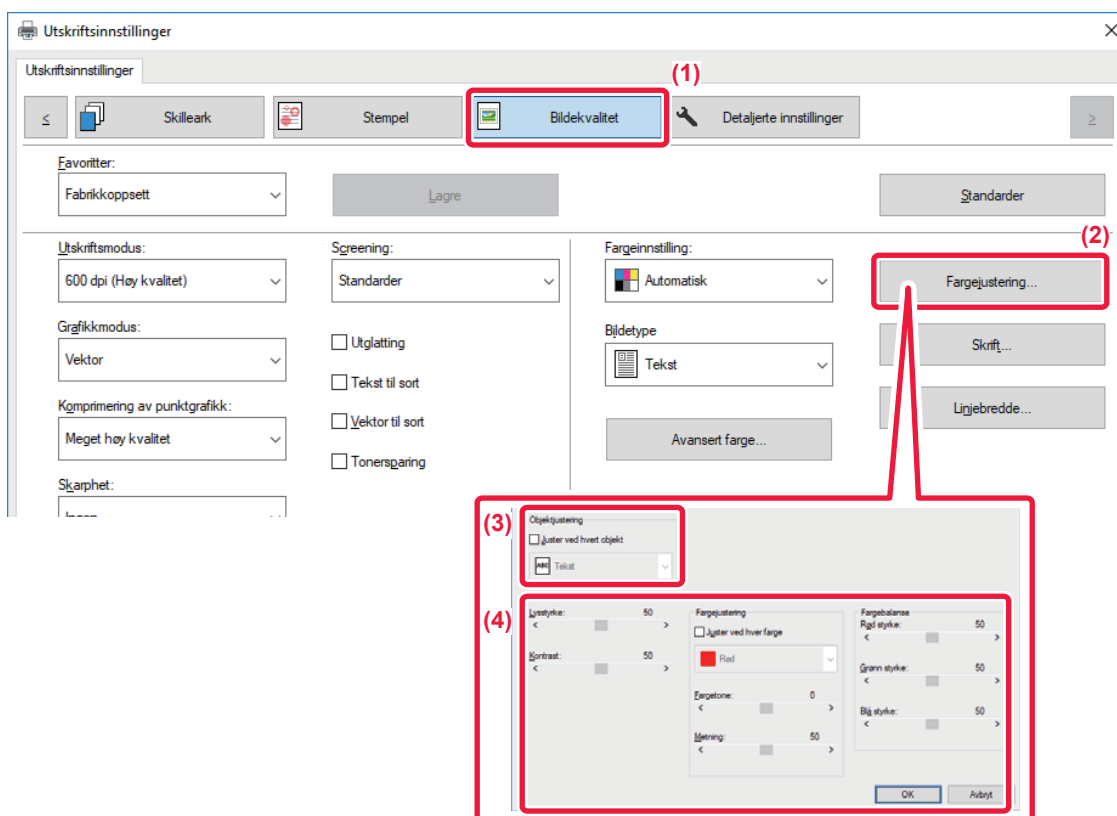 Utskriftsinnstillinger
Utskriftsinnstillinger
(1)
< Skilleark Stempel Bildekvalitet Detaljerte innstillinger >
Favoritter:
Fabrikkoppsett Lagre Standarder
(2)
Utskriftsmodus: Screening: Fargeinnstilling:
600 dpi (Høy kvalitet) Standarder Automatisk Fargejustering...
Grafikkmodus: Utglatting Bildetype Skrift...
Vektor Tekst
Tekst til sort
Komprimering av punktgrafikk: Linjebredde...
Meget høy kvalitet Vektor til sort Avansert farge...
Tonersparing
Skarphet:
Ingen
(3) Objektjustering
Juster ved hvert objekt
ABC Tekst
(4) Lysstyrke: 50 Fargejustering Fargebalanse
Juster ved hver farge Rød styrke: 50
Kontrast: 50 Rød Grønn styrke: 50
Fargetone: 0
Blå styrke: 50
Metning: 50
OK Avbryt